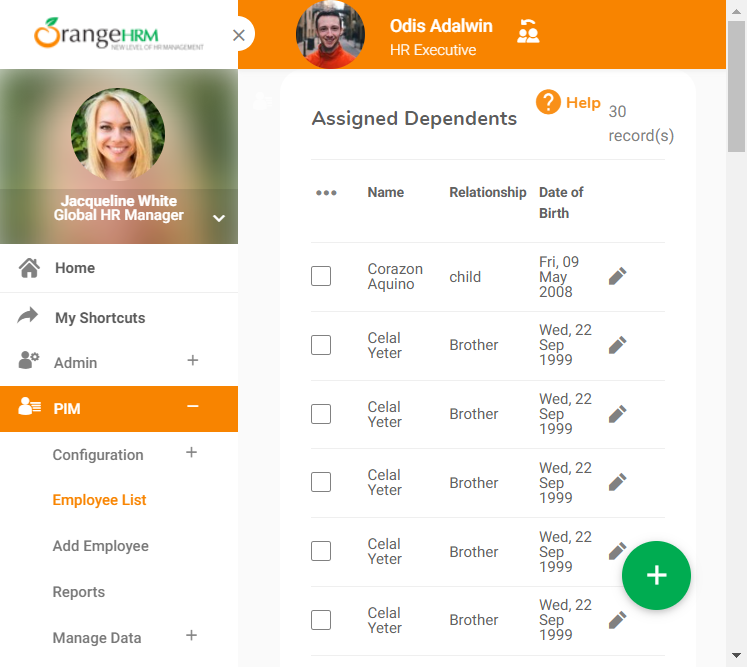 OrangeHRM
NEW LEVEL OF HR MANAGEMENT
Odis Adalwin
HR Executive
Jacqueline White
Global HR Manager
Home
My Shortcuts
Admin
PIM
Configuration
Employee List
Add Employee
Reports
Manage Data
Assigned Dependents
? Help
30
record(s)
Name Relationship Date of
Birth
Corazon
Aquino
child
Fri, 09
May
2008
Celal
Yeter
Brother
Wed, 22
Sep
1999
Celal
Yeter
Brother
Wed, 22
Sep
1999
Celal
Yeter
Brother
Wed, 22
Sep
1999
Celal
Yeter
Brother
Wed, 22
Sep
1999
Celal
Yeter
Brother
Wed, 22
Sep
1999